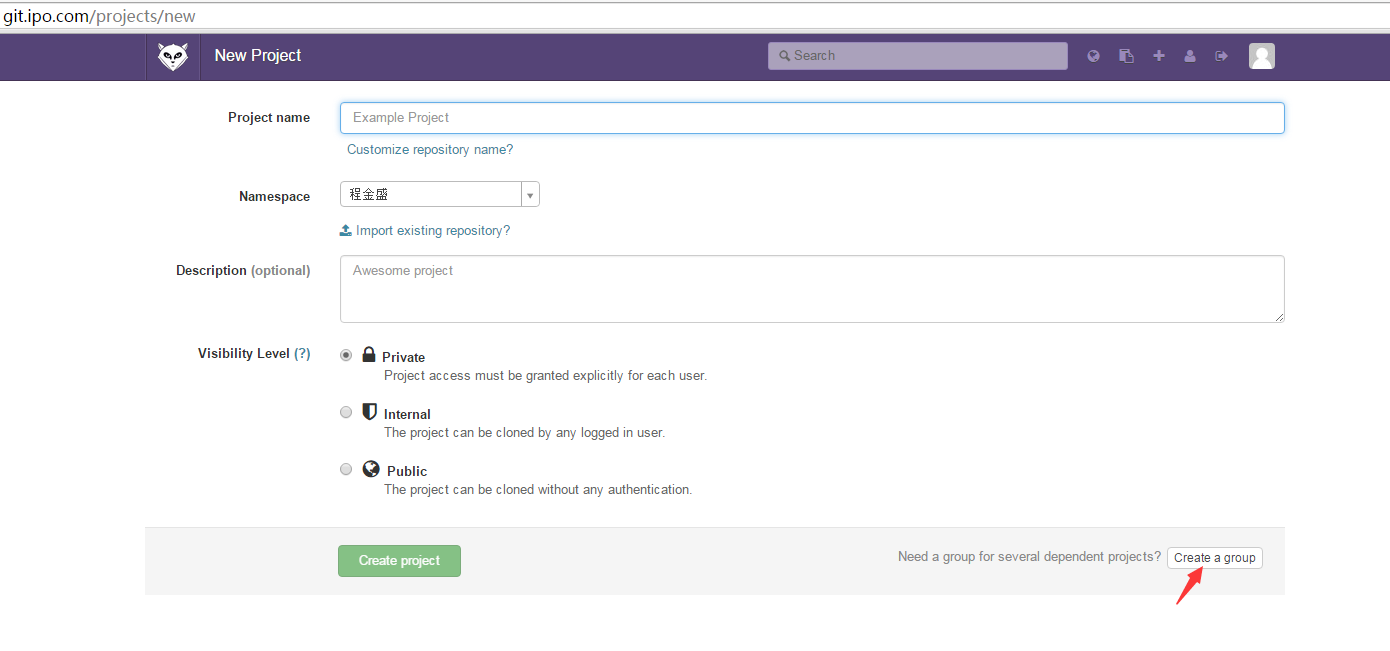 git.ipo.com/projects/new
New Project
Search
Project name
Example Project
Customize repository name?
Namespace
程金盛
Import existing repository?
Description (optional)
Awesome project
Visibility Level (?)
Private
Project access must be granted explicitly for each user.
Internal
The project can be cloned by any logged in user.
Public
The project can be cloned without any authentication.
Create project
Need a group for several dependent projects?
Create a group